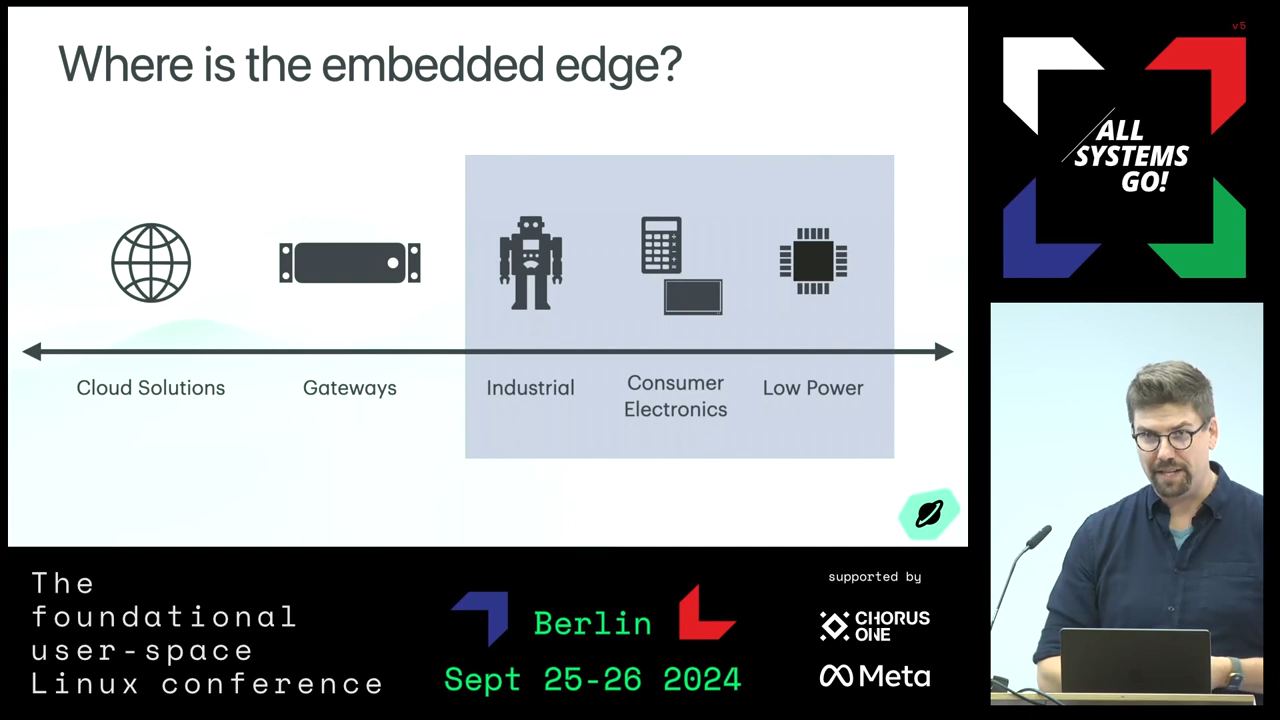 Where is the embedded edge?
Cloud Solutions
Gateways
Industrial
Consumer
Electronics
Low Power
v5
ALL
SYSTEMS
GO!
The
foundational
user-space
Linux conference
Berlin
Sept 25-26 2024
supported by
CHORUS
ONE
Meta